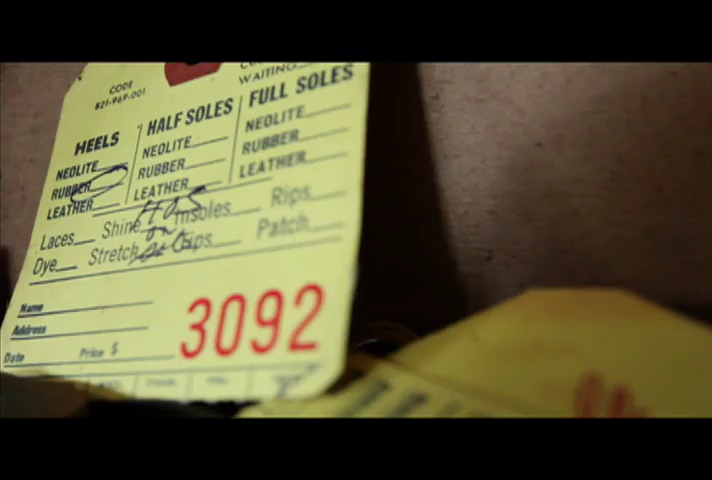 CODE
821-969-001
WAITING
HEELS HALF SOLES FULL SOLES
NEOLITE NEOLITE NEOLITE
RUBBER RUBBER RUBBER
LEATHER LEATHER LEATHER
Laces Shine Insoles Rips
Dye Stretch Patch
Name
Address
Date Price $
3092